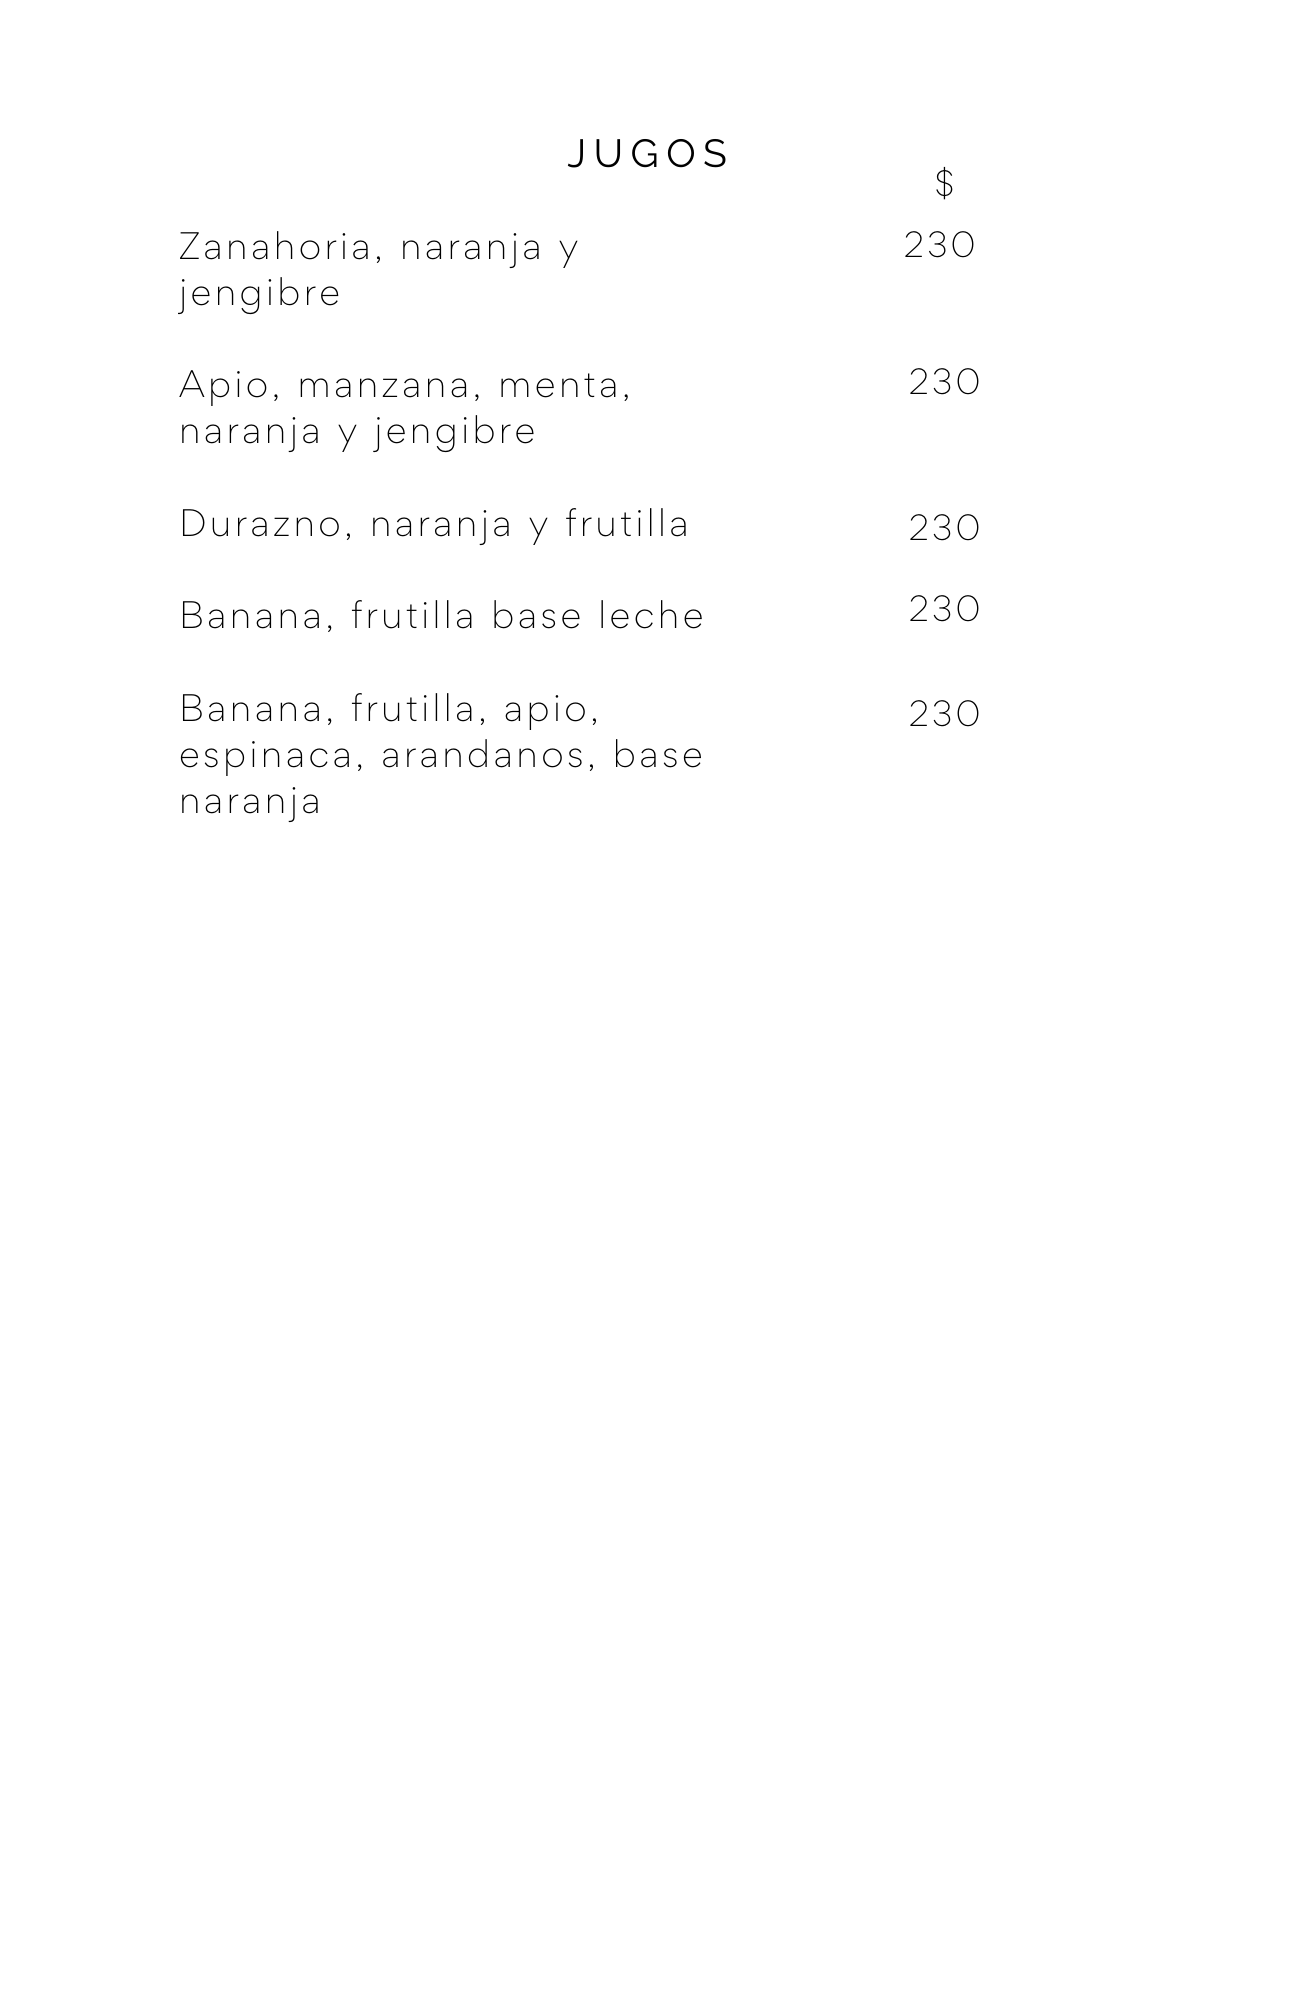 JUGOS
$
Zanahoria, naranja y 230
jengibre
Apio, manzana, menta, 230
naranja y jengibre
Durazno, naranja y frutilla 230
Banana, frutilla base leche 230
Banana, frutilla, apio, 230
espinaca, arandanos, base
naranja